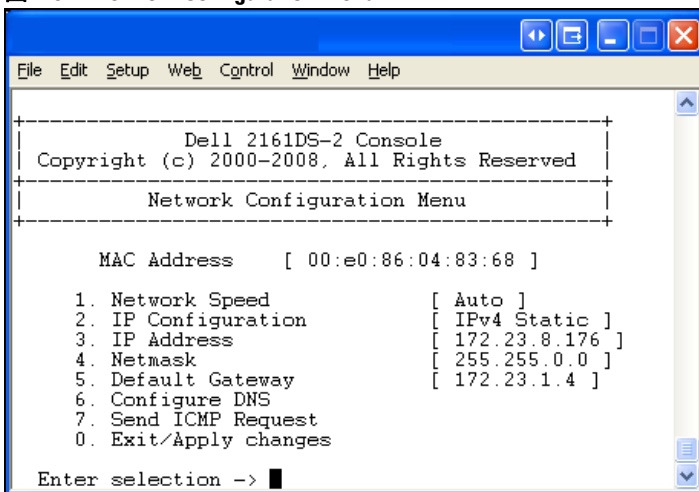 File Edit Setup Web Control Window Help
+------------------------------------------------+
| Dell 2161DS-2 Console |
| Copyright (c) 2000-2008, All Rights Reserved |
+------------------------------------------------+
| Network Configuration Menu |
+------------------------------------------------+
MAC Address [ 00:e0:86:04:83:68 ]
1. Network Speed [ Auto ]
2. IP Configuration [ IPv4 Static ]
3. IP Address [ 172.23.8.176 ]
4. Netmask [ 255.255.0.0 ]
5. Default Gateway [ 172.23.1.4 ]
6. Configure DNS
7. Send ICMP Request
0. Exit/Apply changes
Enter selection ->